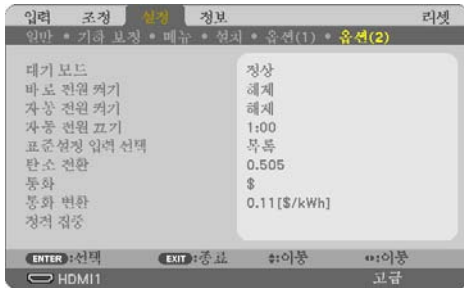 입력 조정 설정 정보 리셋
일반 • 기하 보정 • 메뉴 • 설치 • 옵션(1) • 옵션(2)
대기 모드 정상
바로 전원 켜기 해제
자동 전원 켜기 해제
자동 전원 끄기 1:00
표준설정 입력 선택 목록
탄소 전환 0.505
통화 $
통화 변환 0.11[$/kWh]
정적 집중
ENTER :선택 EXIT :종료 :이동 :이동
HDMI1 고급